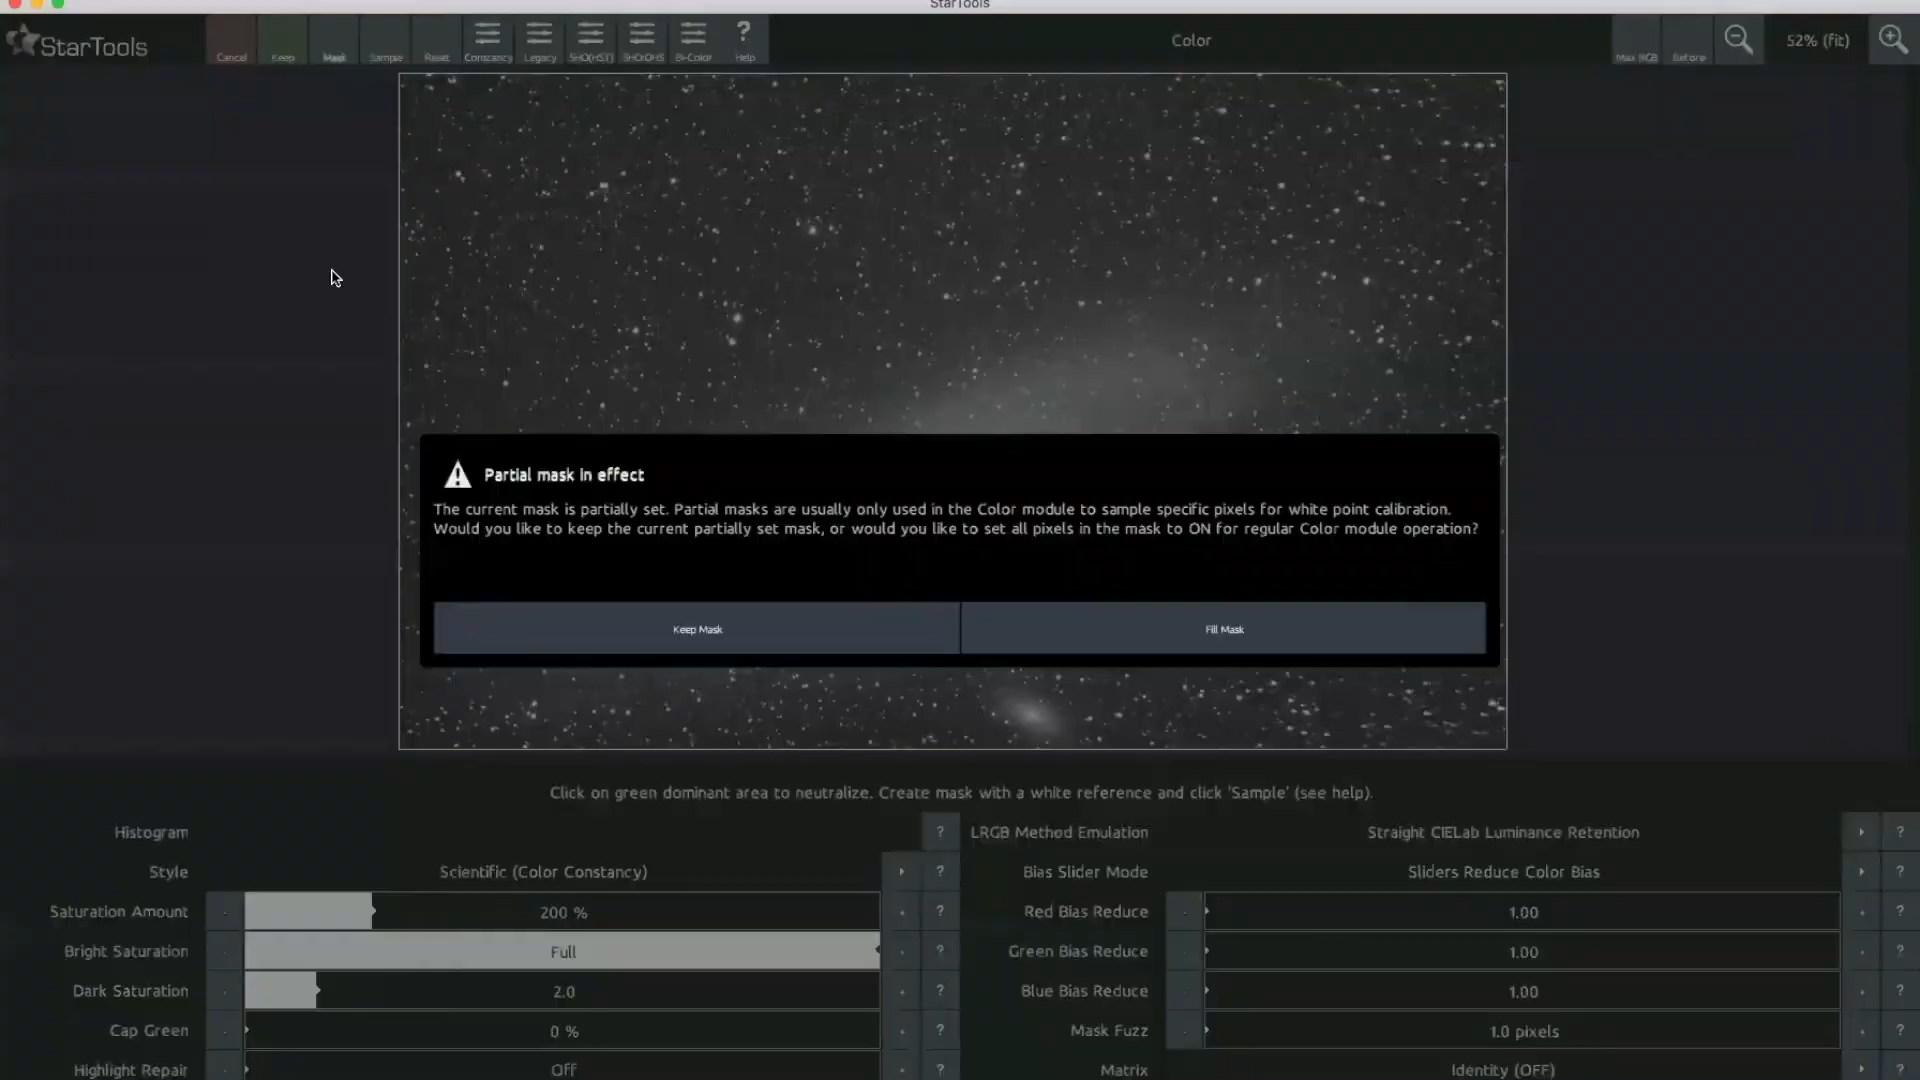 StarTools
StarTools
Cancel
Keep
Mask
Sample
Reset
Constancy
Legacy
SHO(HST)
SHO:OHS
Bi-Color
Help
Color
Max RGB
Before
52% (fit)
Partial mask in effect
The current mask is partially set. Partial masks are usually only used in the Color module to sample specific pixels for white point calibration.
Would you like to keep the current partially set mask, or would you like to set all pixels in the mask to ON for regular Color module operation?
Keep Mask
Fill Mask
Click on green dominant area to neutralize. Create mask with a white reference and click 'Sample' (see help).
Histogram
?
LRGB Method Emulation
Straight CIELab Luminance Retention
?
Style
Scientific (Color Constancy)
?
Bias Slider Mode
Sliders Reduce Color Bias
?
Saturation Amount
- 200 % + ?
Red Bias Reduce
- 1.00 + ?
Bright Saturation
- Full + ?
Green Bias Reduce
- 1.00 + ?
Dark Saturation
- 2.0 + ?
Blue Bias Reduce
- 1.00 + ?
Cap Green
- 0 % + ?
Mask Fuzz
- 1.0 pixels + ?
Highlight Repair
Off ?
Matrix
Identity (OFF) ?